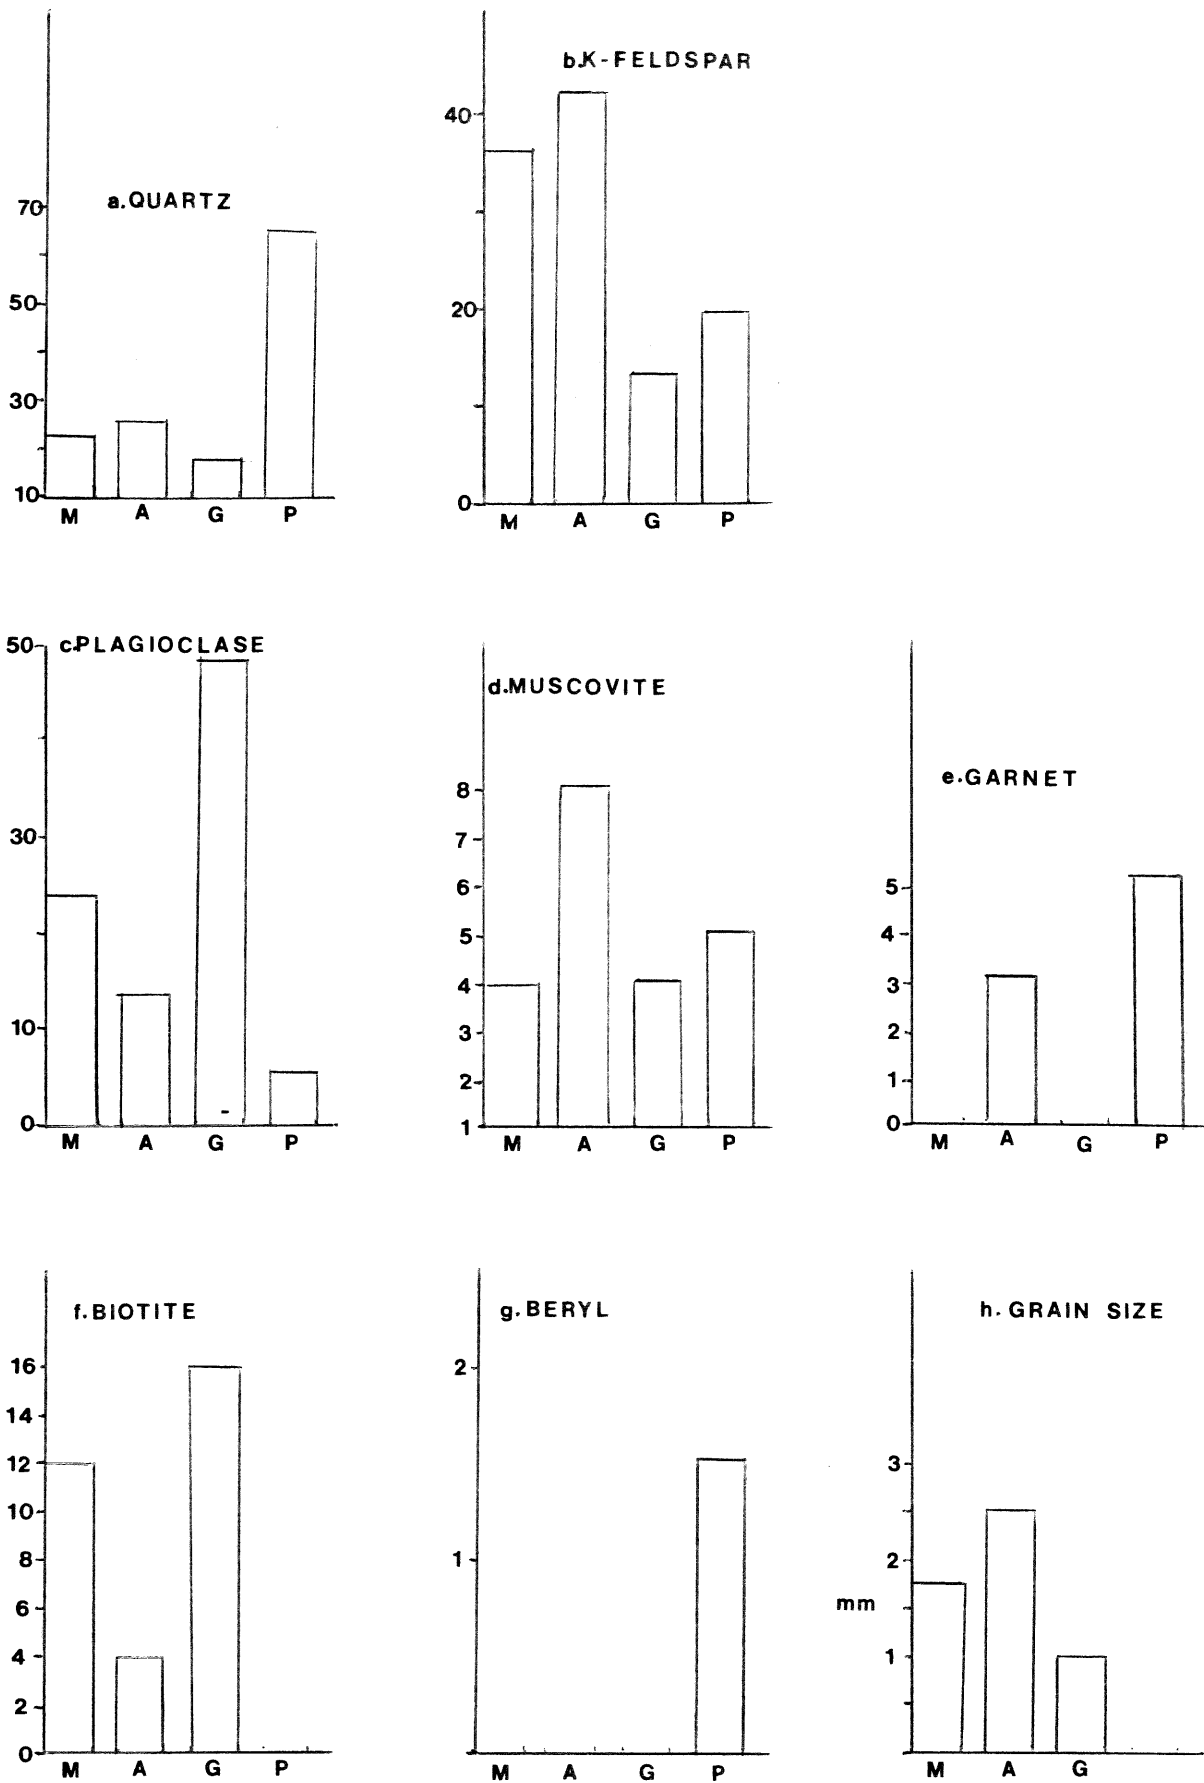 a.QUARTZ
70
50
30
10
M A G P
b.K-FELDSPAR
40
20
0
M A G P
c.PLAGIOCLASE
50
30
10
0
M A G P
d.MUSCOVITE
8
7
6
5
4
3
2
1
M A G P
e.GARNET
5
4
3
2
1
0
M A G P
f.BIOTITE
16
14
12
10
8
6
4
2
0
M A G P
g.BERYL
2
1
M A G P
h. GRAIN SIZE
3
2
mm
1
M A G